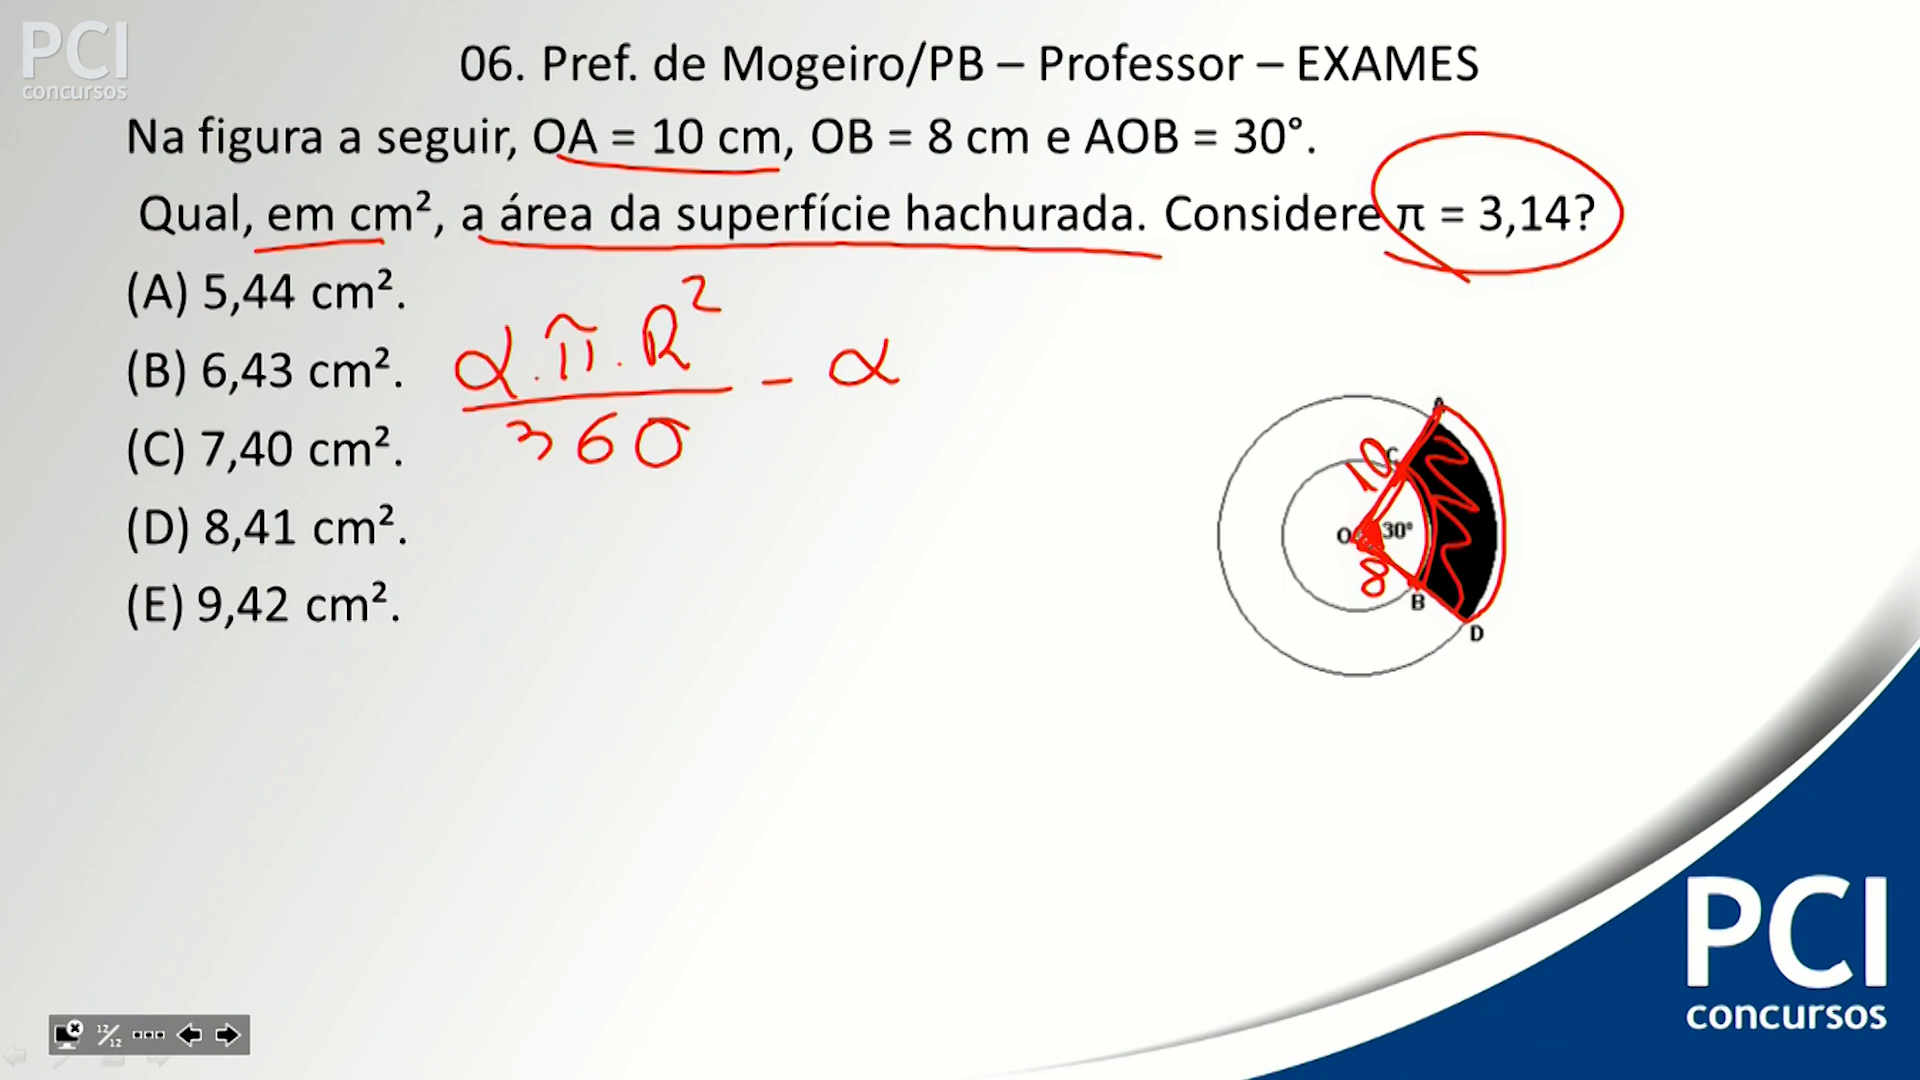 PCI
concursos
06. Pref. de Mogeiro/PB – Professor – EXAMES
Na figura a seguir, OA = 10 cm, OB = 8 cm e AOB = 30°.
Qual, em cm², a área da superfície hachurada. Considere π = 3,14?
(A) 5,44 cm².
(B) 6,43 cm².
(C) 7,40 cm².
(D) 8,41 cm².
(E) 9,42 cm².
α.π.R² - α
360
A
10
C
O
30°
8
B
D
PCI
concursos
12/12